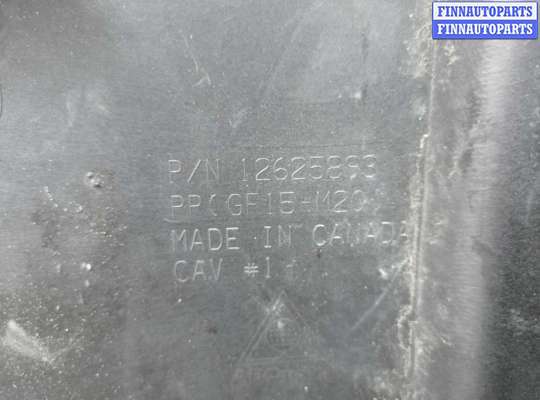 FINNAUTOPARTS
FINNAUTOPARTS
P/N 12625893
PP(GF15-M20)
MADE IN CANADA
CAV #1